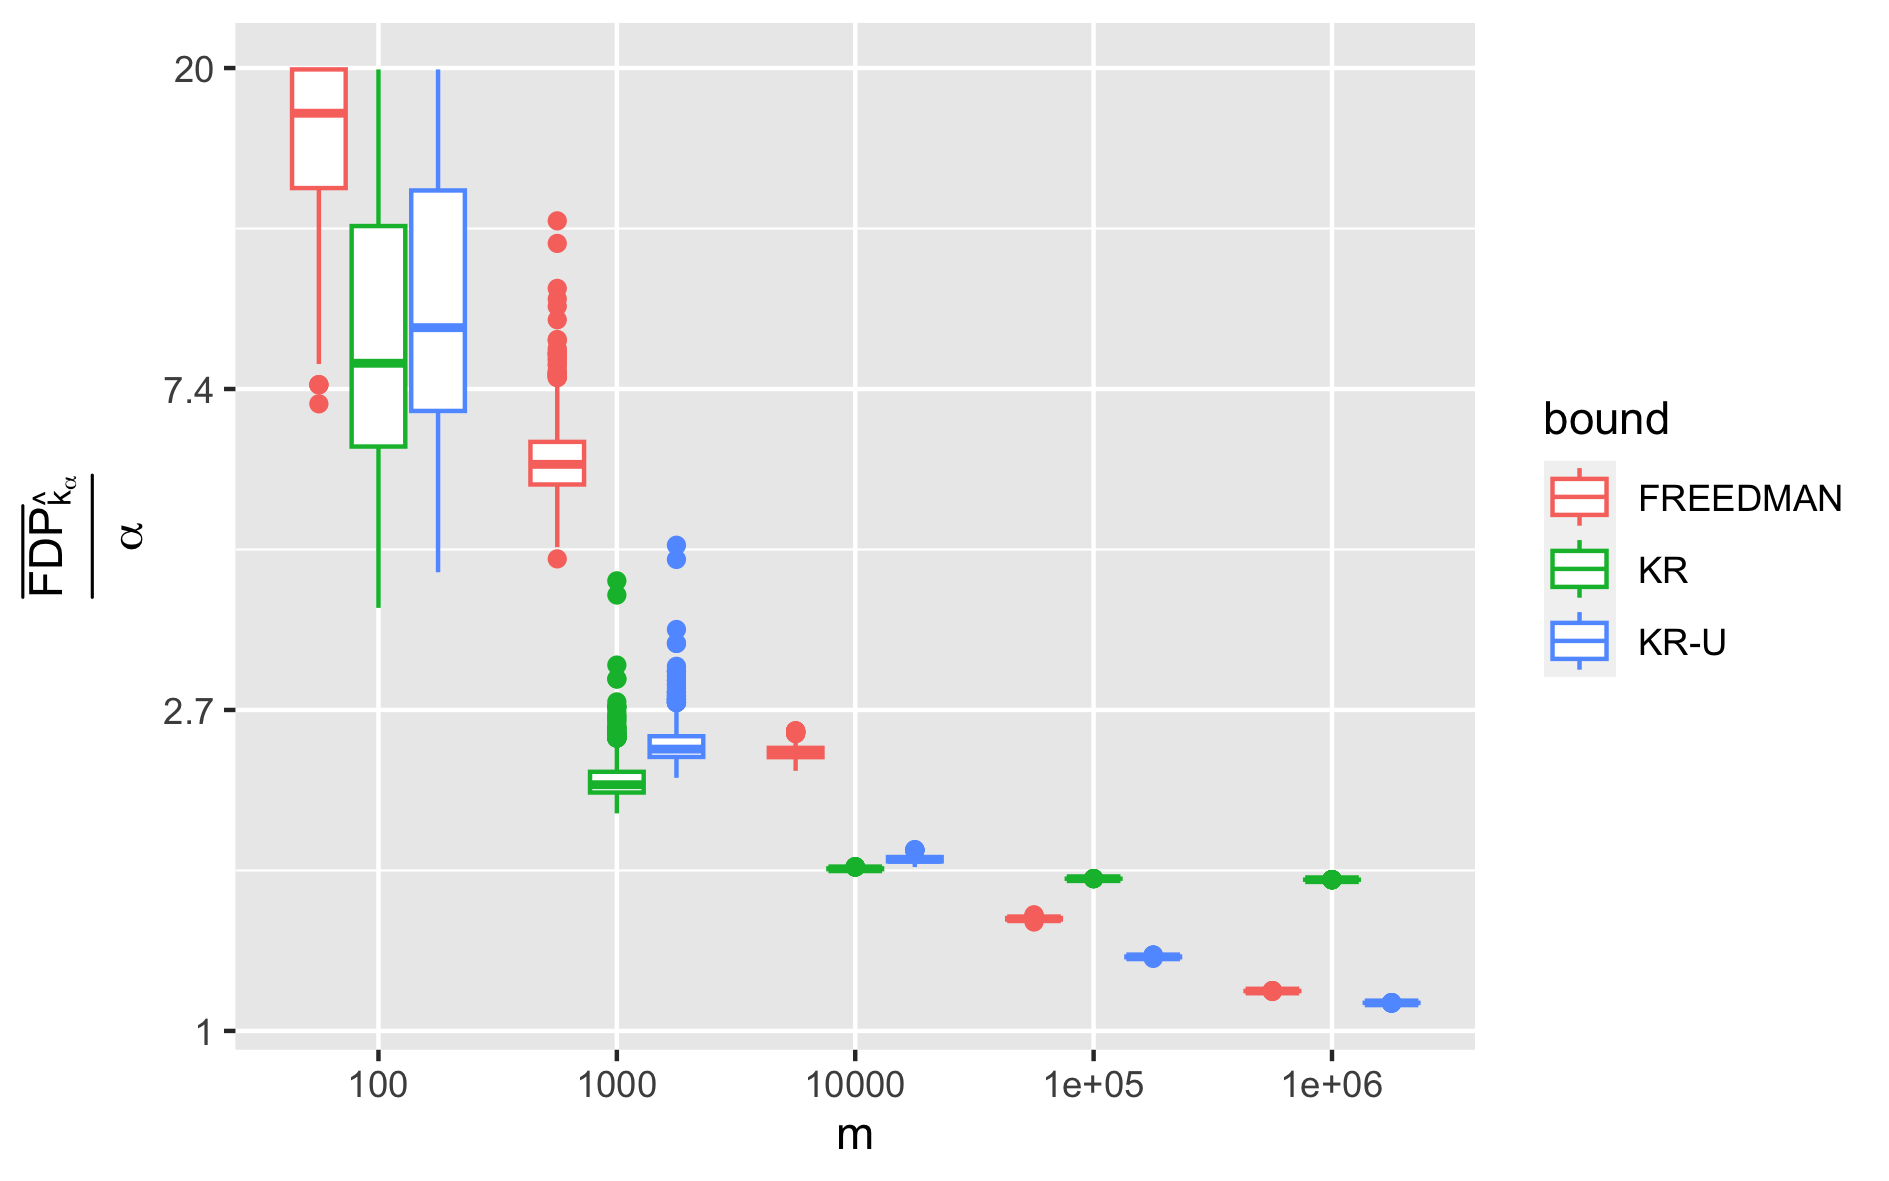 20
7.4
2.7
1
100
1000
10000
1e+05
1e+06
m
FDP k̂ α
α
bound
FREEDMAN
KR
KR-U